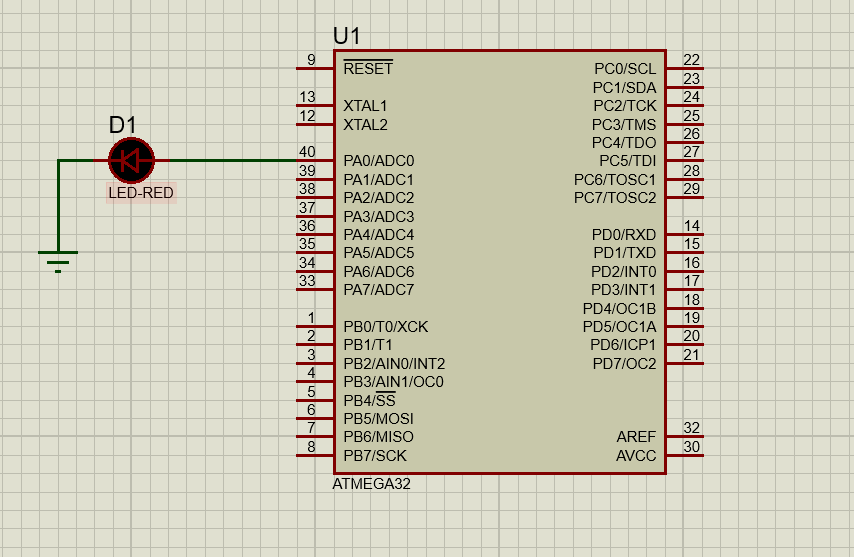 U1
D1
LED-RED
9 RESET
13 XTAL1
12 XTAL2
40 PA0/ADC0
39 PA1/ADC1
38 PA2/ADC2
37 PA3/ADC3
36 PA4/ADC4
35 PA5/ADC5
34 PA6/ADC6
33 PA7/ADC7
1 PB0/T0/XCK
2 PB1/T1
3 PB2/AIN0/INT2
4 PB3/AIN1/OC0
5 PB4/SS
6 PB5/MOSI
7 PB6/MISO
8 PB7/SCK
PC0/SCL 22
PC1/SDA 23
PC2/TCK 24
PC3/TMS 25
PC4/TDO 26
PC5/TDI 27
PC6/TOSC1 28
PC7/TOSC2 29
PD0/RXD 14
PD1/TXD 15
PD2/INT0 16
PD3/INT1 17
PD4/OC1B 18
PD5/OC1A 19
PD6/ICP1 20
PD7/OC2 21
AREF 32
AVCC 30
ATMEGA32